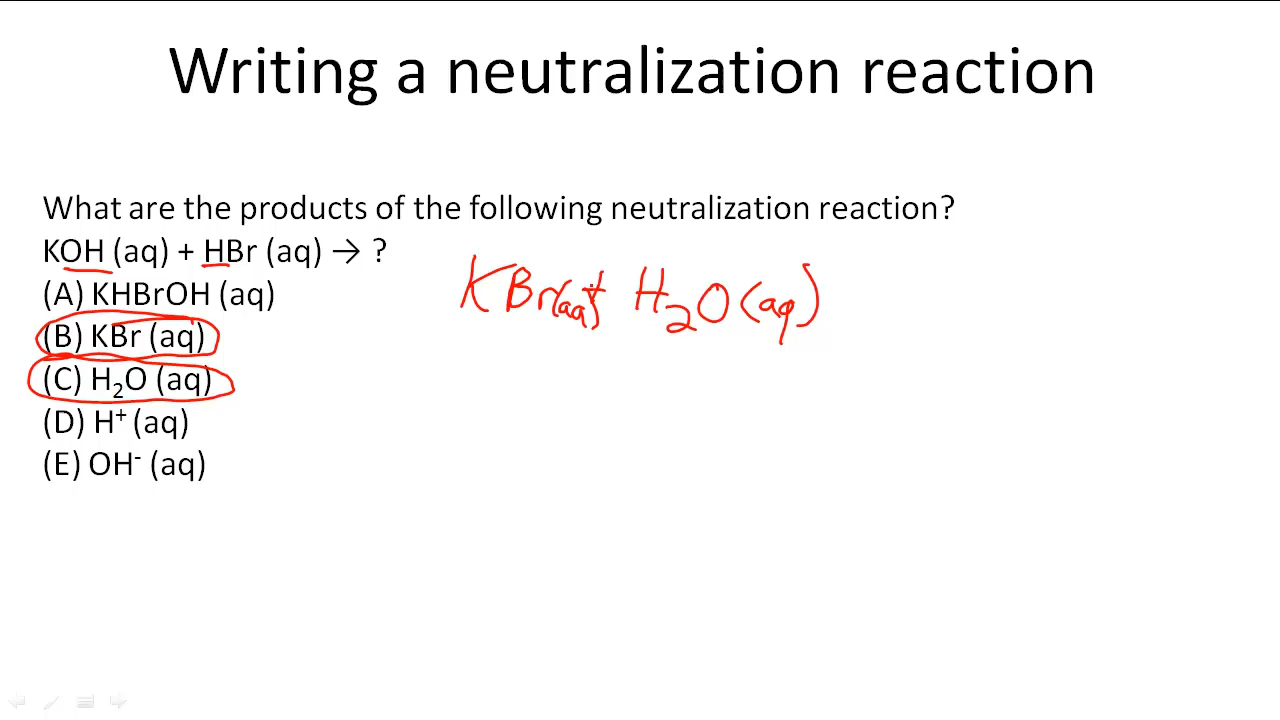 Writing a neutralization reaction
What are the products of the following neutralization reaction?
KOH (aq) + HBr (aq) → ?
KBr(aq) + H₂O (aq)
(A) KHBrOH (aq)
(B) KBr (aq)
(C) H₂O (aq)
(D) H⁺ (aq)
(E) OH⁻ (aq)